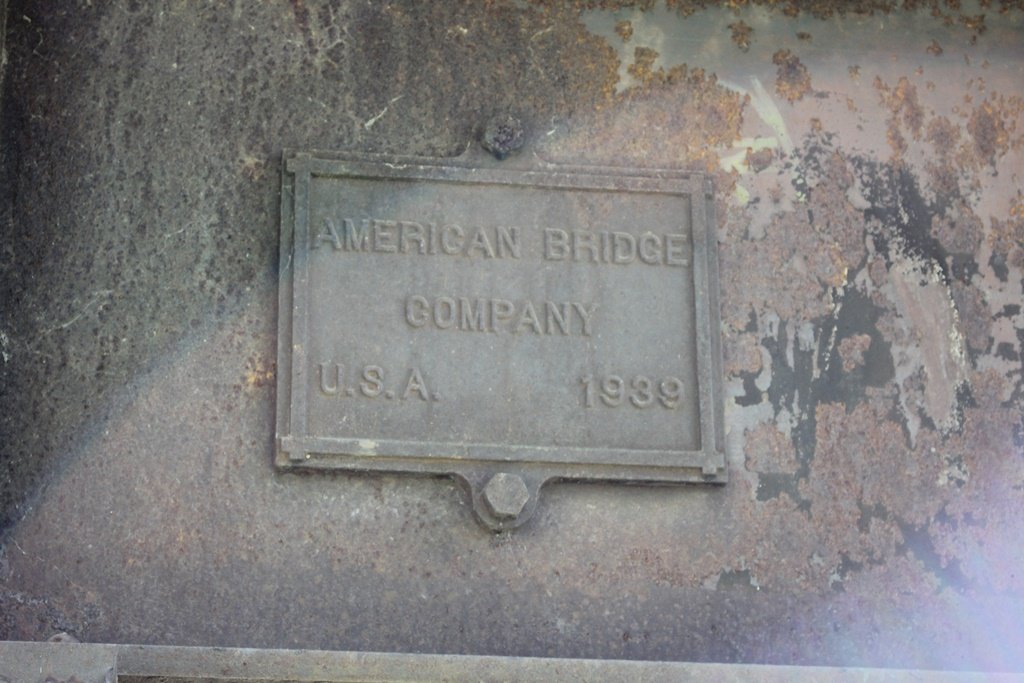 AMERICAN BRIDGE
COMPANY
U.S.A. 1939